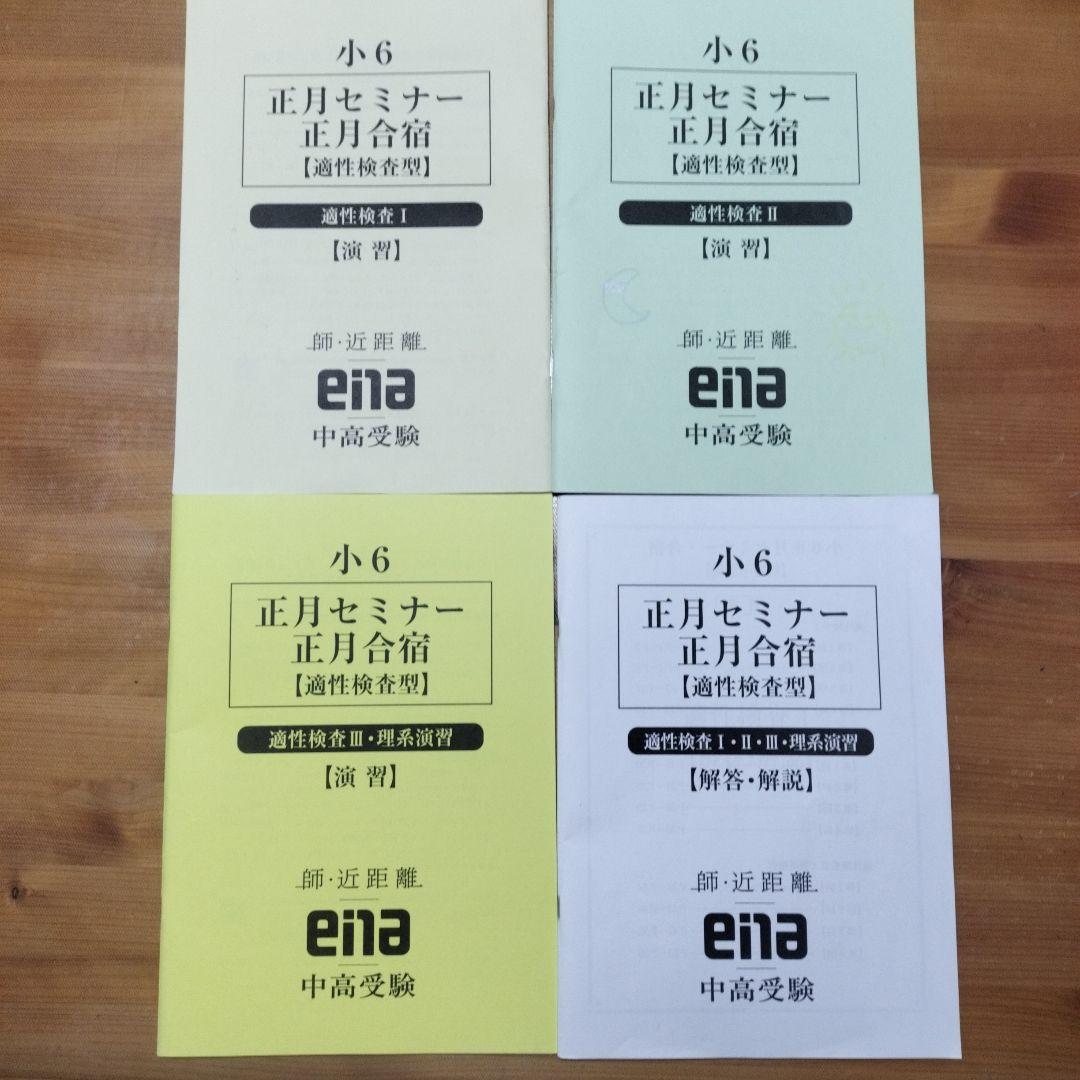 小6
正月セミナー
正月合宿
【適性検査型】
適性検査Ⅰ
【演習】
師・近距離
ena
中高受験
小6
正月セミナー
正月合宿
【適性検査型】
適性検査Ⅱ
【演習】
師・近距離
ena
中高受験
小6
正月セミナー
正月合宿
【適性検査型】
適性検査Ⅲ・理系演習
【演習】
師・近距離
ena
中高受験
小6
正月セミナー
正月合宿
【適性検査型】
適性検査Ⅰ・Ⅱ・Ⅲ・理系演習
【解答・解説】
師・近距離
ena
中高受験